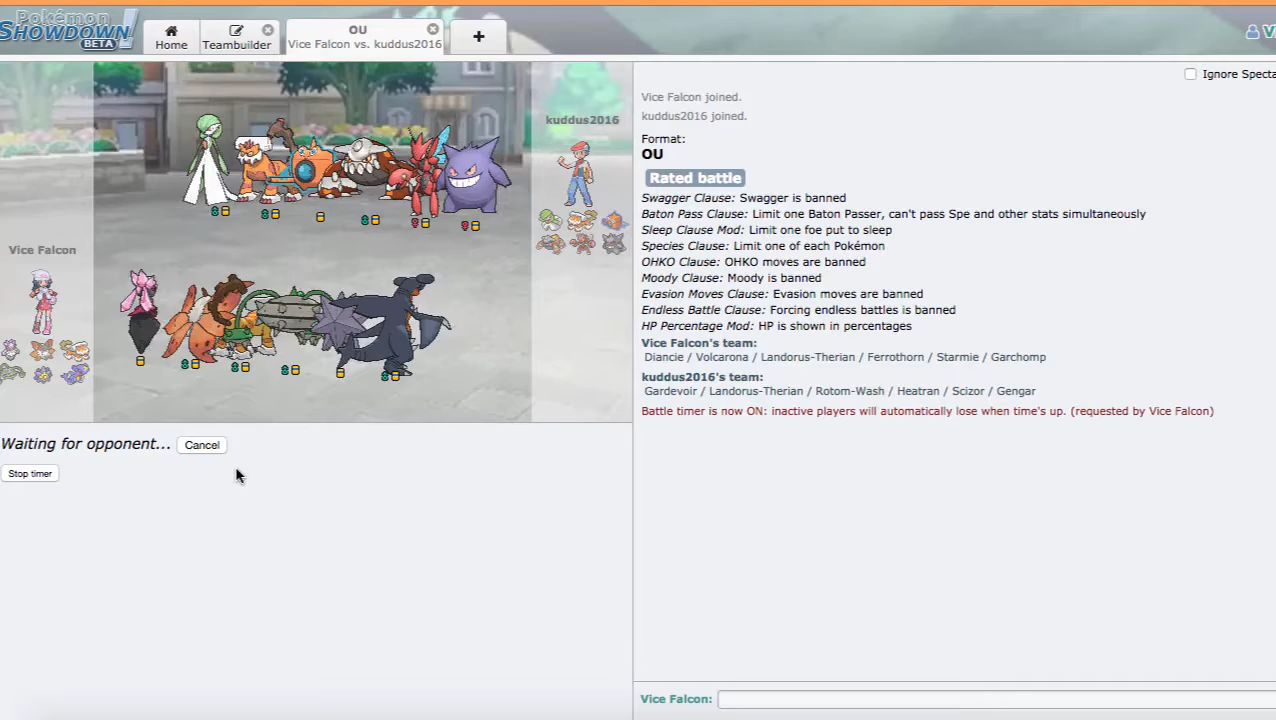 Pokémon
SHOWDOWN!
BETA
Home
Teambuilder
OU
Vice Falcon vs. kuddus2016
+
V
Ignore Specta
kuddus2016
Vice Falcon
Waiting for opponent... Cancel
Stop timer
Vice Falcon joined.
kuddus2016 joined.
Format:
OU
Rated battle
Swagger Clause: Swagger is banned
Baton Pass Clause: Limit one Baton Passer, can't pass Spe and other stats simultaneously
Sleep Clause Mod: Limit one foe put to sleep
Species Clause: Limit one of each Pokémon
OHKO Clause: OHKO moves are banned
Moody Clause: Moody is banned
Evasion Moves Clause: Evasion moves are banned
Endless Battle Clause: Forcing endless battles is banned
HP Percentage Mod: HP is shown in percentages
Vice Falcon's team:
Diancie / Volcarona / Landorus-Therian / Ferrothorn / Starmie / Garchomp
kuddus2016's team:
Gardevoir / Landorus-Therian / Rotom-Wash / Heatran / Scizor / Gengar
Battle timer is now ON: inactive players will automatically lose when time's up. (requested by Vice Falcon)
Vice Falcon: